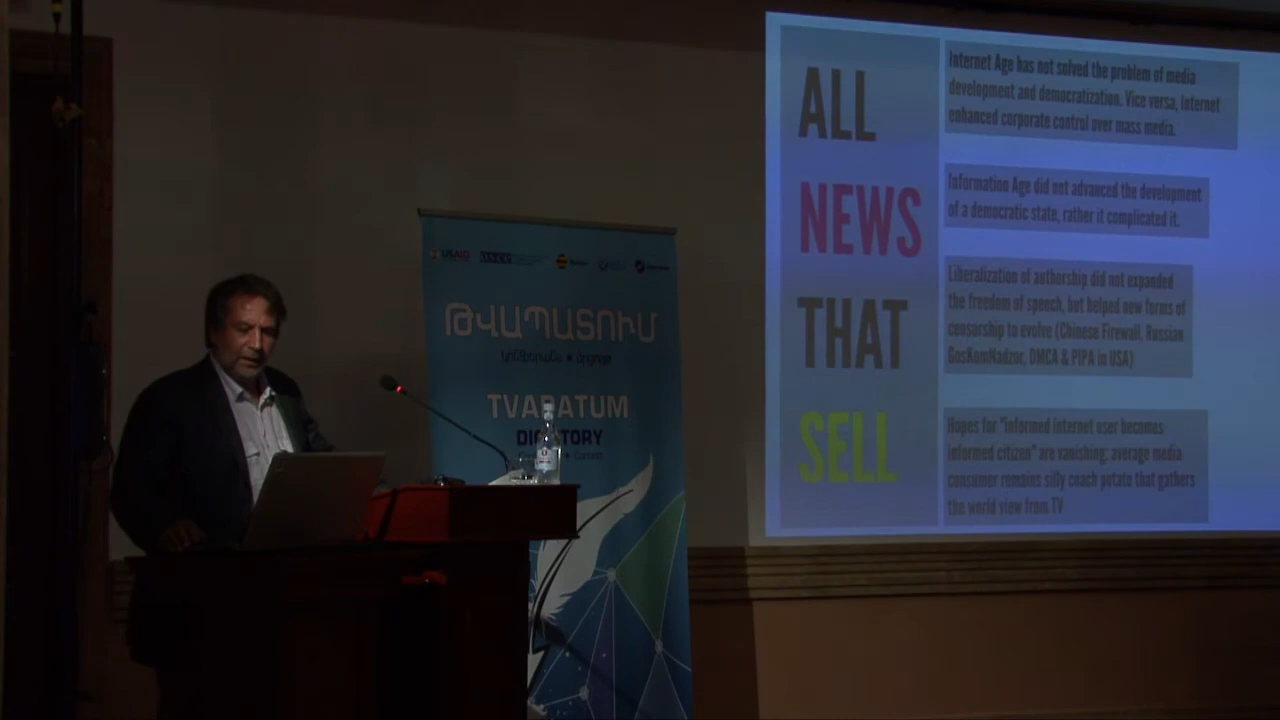 USAID
ԹՎԱՊԱՏՈՒՄ
TVAPATUM
ALL
NEWS
THAT
SELL
Internet Age has not solved the problem of media
development and democratization. Vice versa, Internet
enhanced corporate control over mass media.
Information Age did not advanced the development
of a democratic state, rather it complicated it.
Liberalization of authorship did not expanded
the freedom of speech, but helped new forms of
censorship to evolve (Chinese Firewall, Russian
GosKomNadzor, DMCA & PIPA in USA)
Hopes for "informed internet user becomes
informed citizen" are vanishing: average media
consumer remains silly coach potato that gathers
the world view from TV